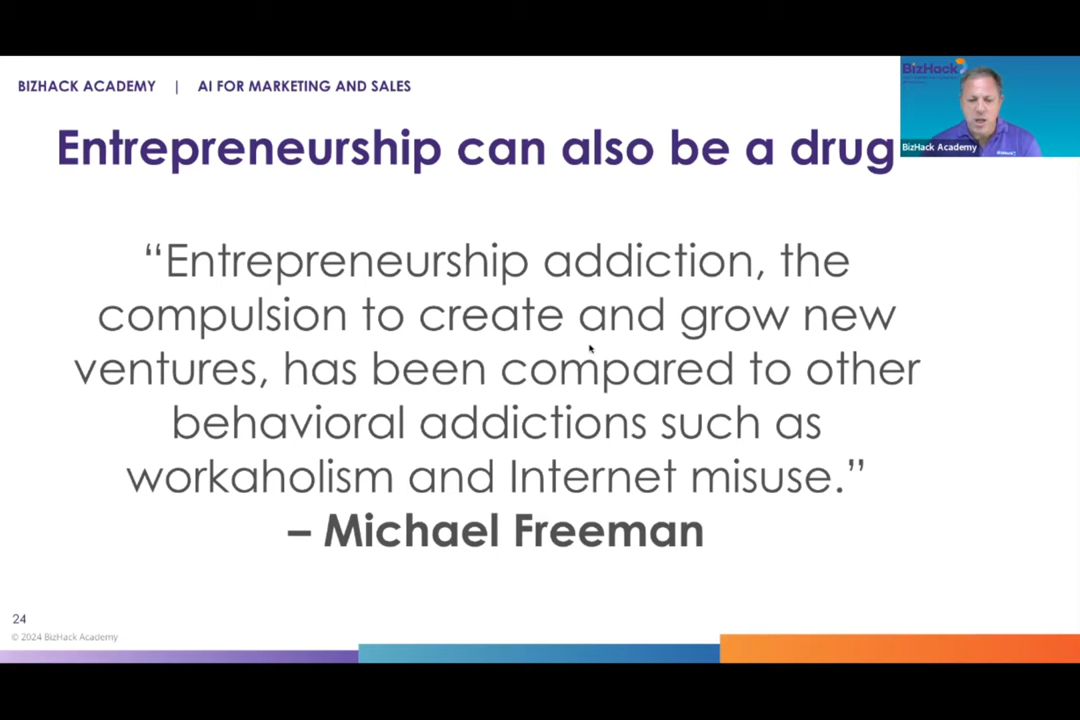 BIZHACK ACADEMY | AI FOR MARKETING AND SALES
BizHack
BizHack Academy
Entrepreneurship can also be a drug
“Entrepreneurship addiction, the
compulsion to create and grow new
ventures, has been compared to other
behavioral addictions such as
workaholism and Internet misuse.”
– Michael Freeman
24
© 2024 BizHack Academy